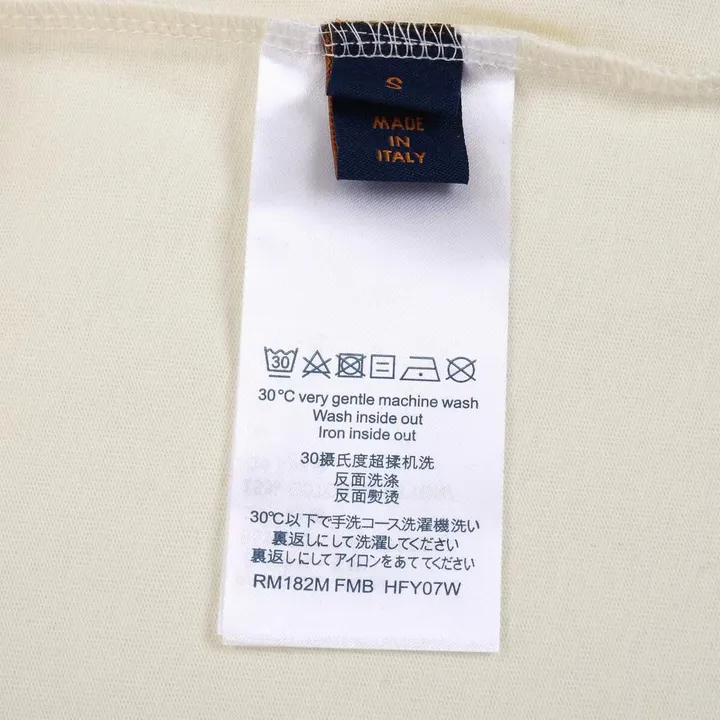 S
MADE
IN
ITALY
30
30°C very gentle machine wash
Wash inside out
Iron inside out
30摄氏度超揉机洗
反面洗涤
反面熨烫
30℃以下で手洗コース洗濯機洗い
裏返しにして洗濯してください
裏返しにしてアイロンをあててください
RM182M FMB HFY07W